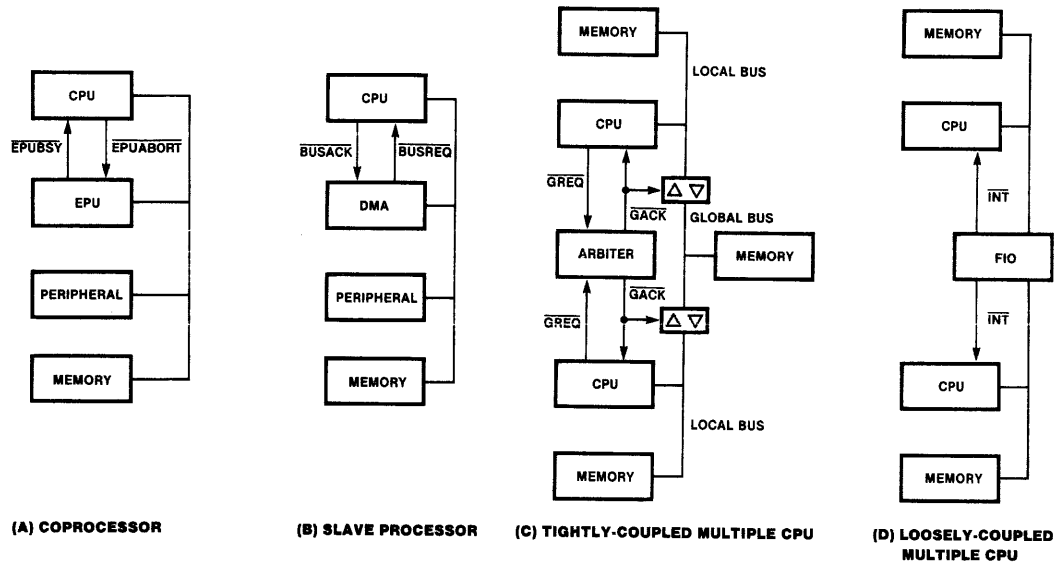 CPU
EPUBSY
EPUABORT
EPU
PERIPHERAL
MEMORY
(A) COPROCESSOR
CPU
BUSACK
BUSREQ
DMA
PERIPHERAL
MEMORY
(B) SLAVE PROCESSOR
MEMORY
LOCAL BUS
CPU
GREQ
GACK
GLOBAL BUS
ARBITER
MEMORY
GACK
GREQ
CPU
LOCAL BUS
MEMORY
(C) TIGHTLY-COUPLED MULTIPLE CPU
MEMORY
CPU
INT
FIO
INT
CPU
MEMORY
(D) LOOSELY-COUPLED
MULTIPLE CPU